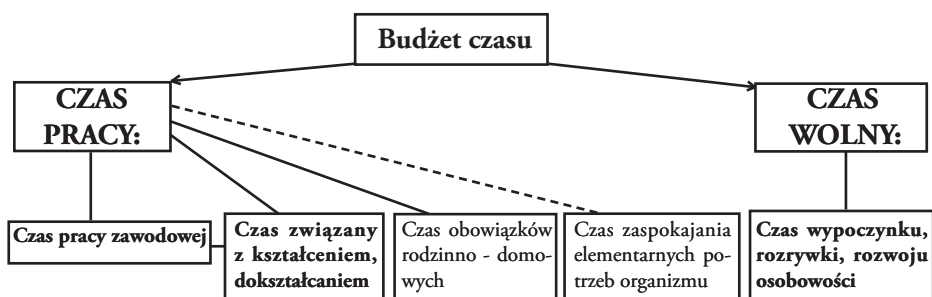 Budżet czasu
CZAS
PRACY:
CZAS
WOLNY:
Czas pracy zawodowej
Czas związany
z kształceniem,
dokształcaniem
Czas obowiązków
rodzinno - domo-
wych
Czas zaspokajania
elementarnych po-
trzeb organizmu
Czas wypoczynku,
rozrywki, rozwoju
osobowości